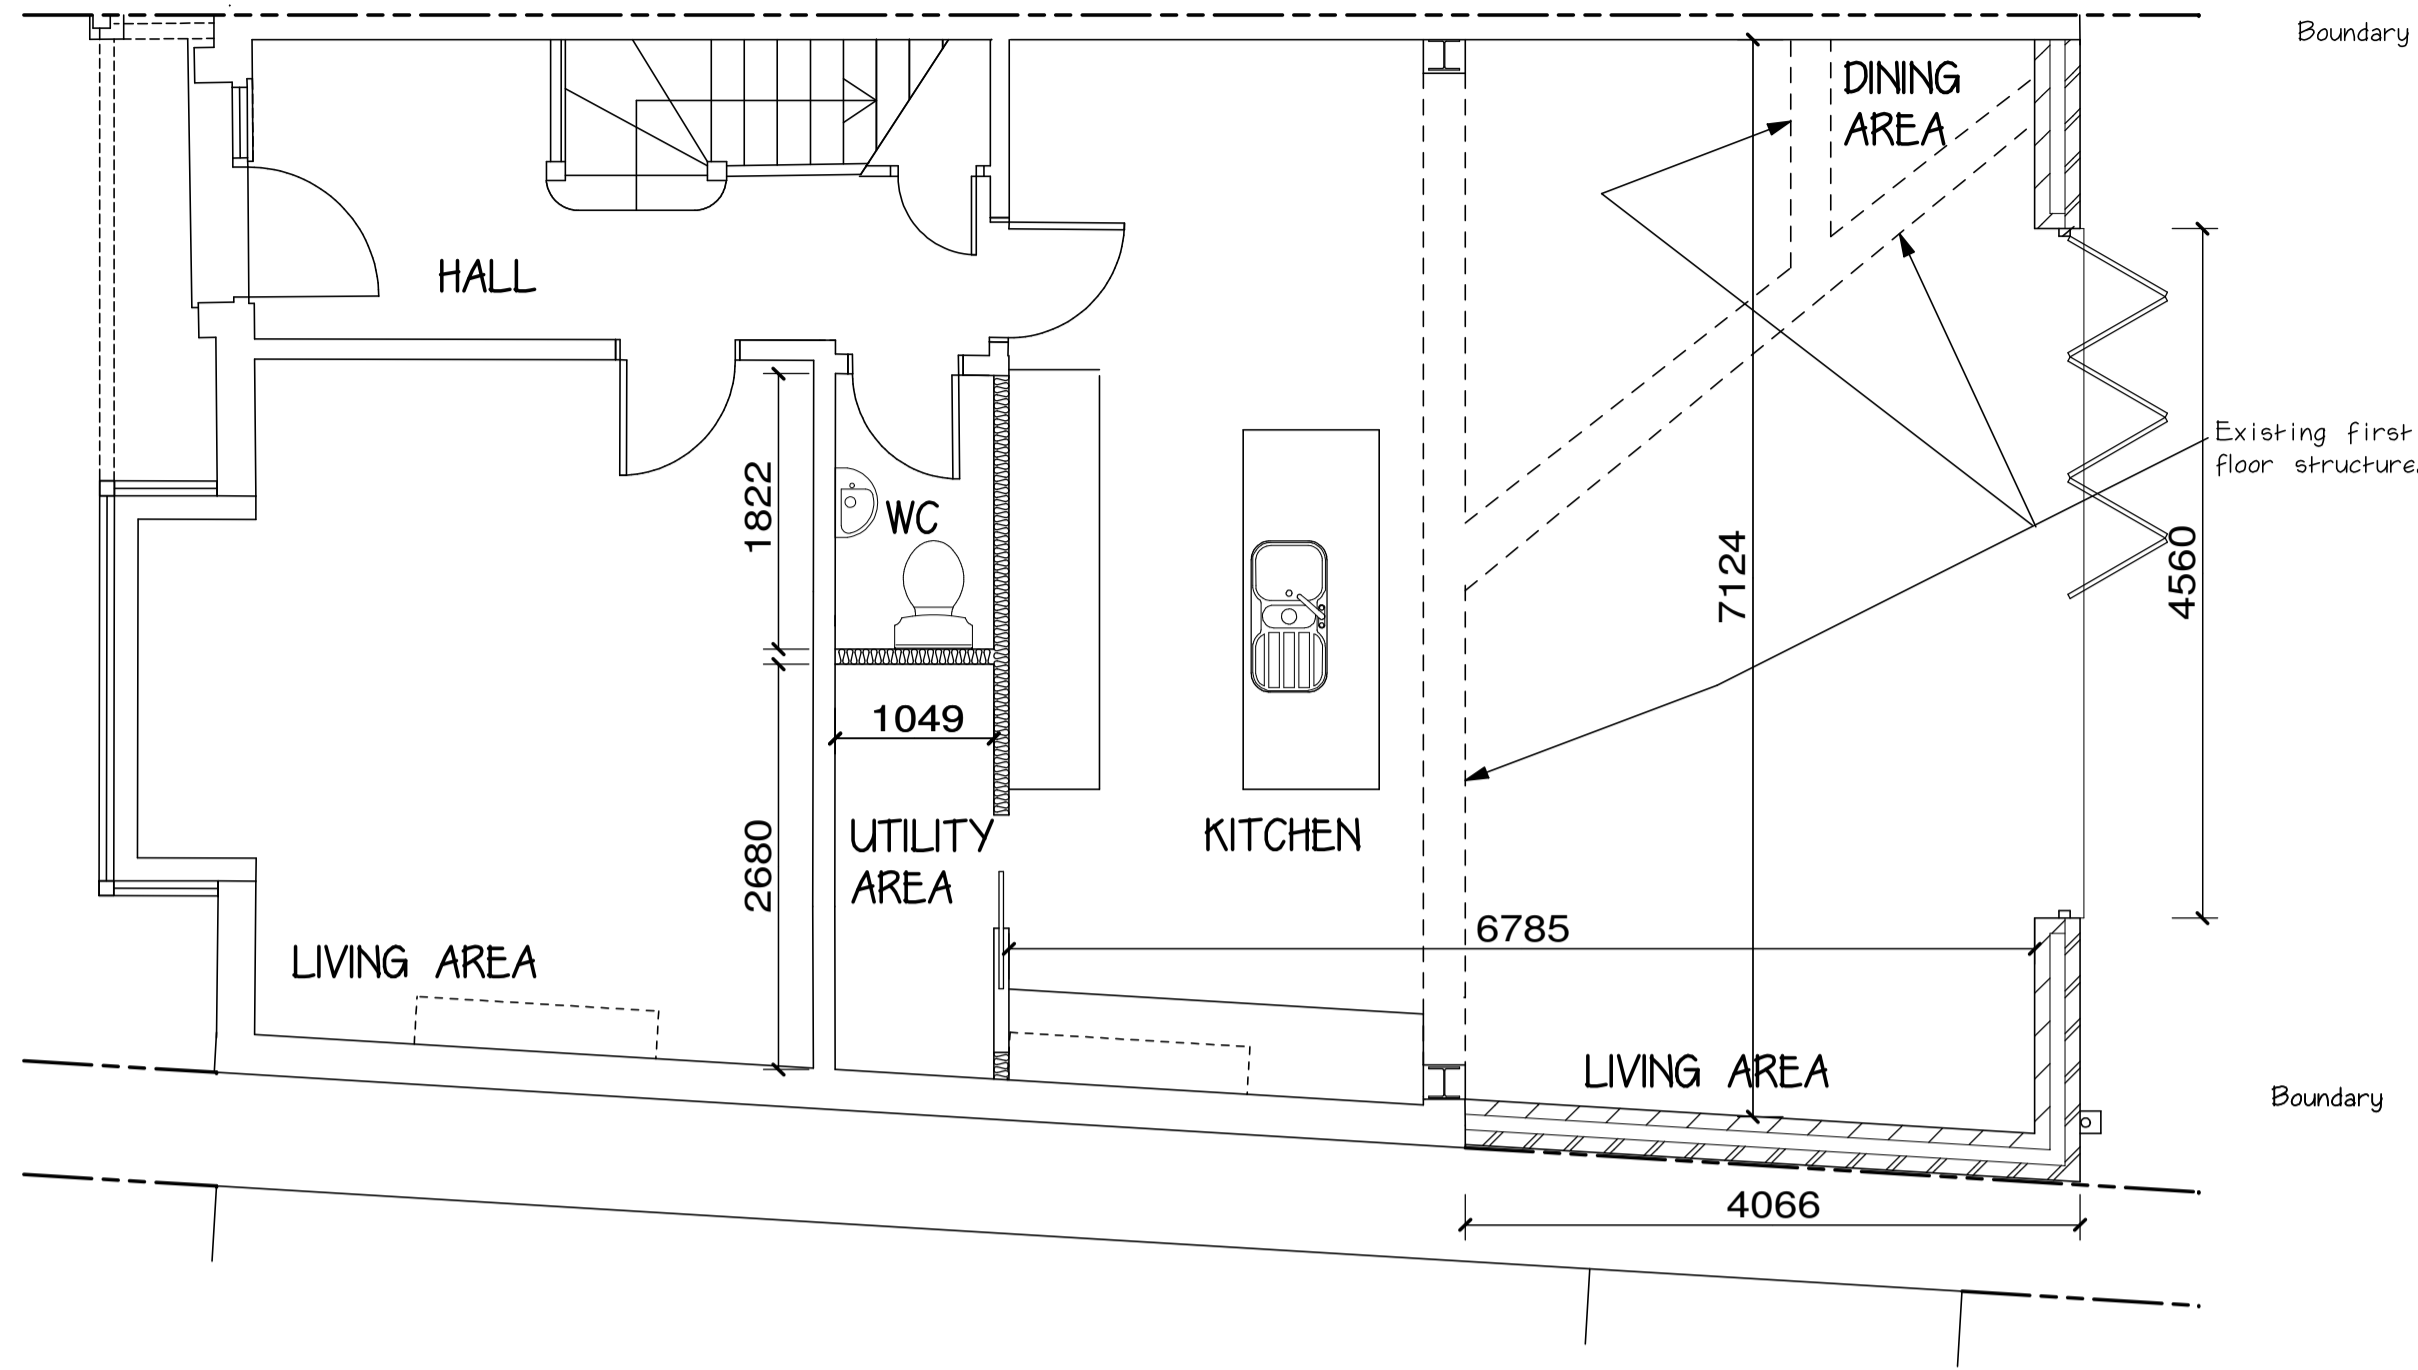 Boundary
DINING
AREA
HALL
Existing first
floor structure.
1822
WC
7124
4560
1049
2680
UTILITY
AREA
KITCHEN
6785
LIVING AREA
LIVING AREA
Boundary
4066